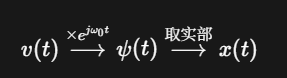 v(t) ×e^{jω₀t} ⟶ ψ(t) 取实部 ⟶ x(t)